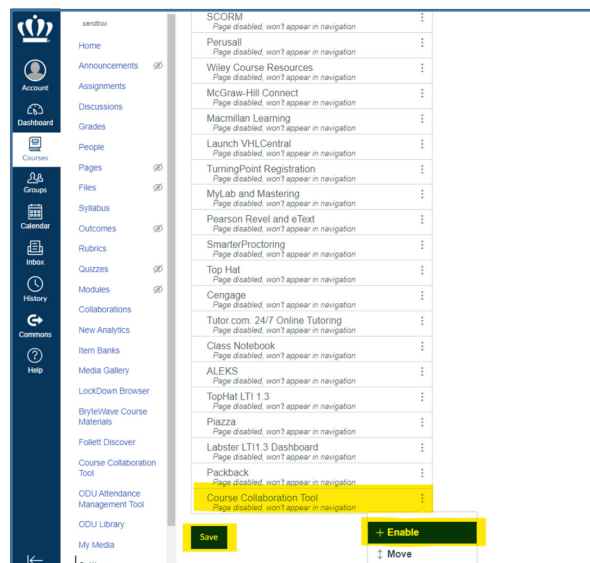 sandbox
Home
Announcements
Assignments
Discussions
Grades
People
Pages
Files
Syllabus
Outcomes
Rubrics
Quizzes
Modules
Collaborations
New Analytics
Item Banks
Media Gallery
LockDown Browser
BryteWave Course
Materials
Follett Discover
Course Collaboration
Tool
ODU Attendance
Management Tool
ODU Library
My Media
Account
Dashboard
Courses
Groups
Calendar
Inbox
History
Commons
Help
SCORM
Page disabled, won't appear in navigation
Perusall
Page disabled, won't appear in navigation
Wiley Course Resources
Page disabled, won't appear in navigation
McGraw-Hill Connect
Page disabled, won't appear in navigation
Macmillan Learning
Page disabled, won't appear in navigation
Launch VHLCentral
Page disabled, won't appear in navigation
TurningPoint Registration
Page disabled, won't appear in navigation
MyLab and Mastering
Page disabled, won't appear in navigation
Pearson Revel and eText
Page disabled, won't appear in navigation
SmarterProctoring
Page disabled, won't appear in navigation
Top Hat
Page disabled, won't appear in navigation
Cengage
Page disabled, won't appear in navigation
Tutor.com: 24/7 Online Tutoring
Page disabled, won't appear in navigation
Class Notebook
Page disabled, won't appear in navigation
ALEKS
Page disabled, won't appear in navigation
TopHat LTI 1.3
Page disabled, won't appear in navigation
Piazza
Page disabled, won't appear in navigation
Labster LTI1.3 Dashboard
Page disabled, won't appear in navigation
Packback
Page disabled, won't appear in navigation
Course Collaboration Tool
Page disabled, won't appear in navigation
Save
+ Enable
Move